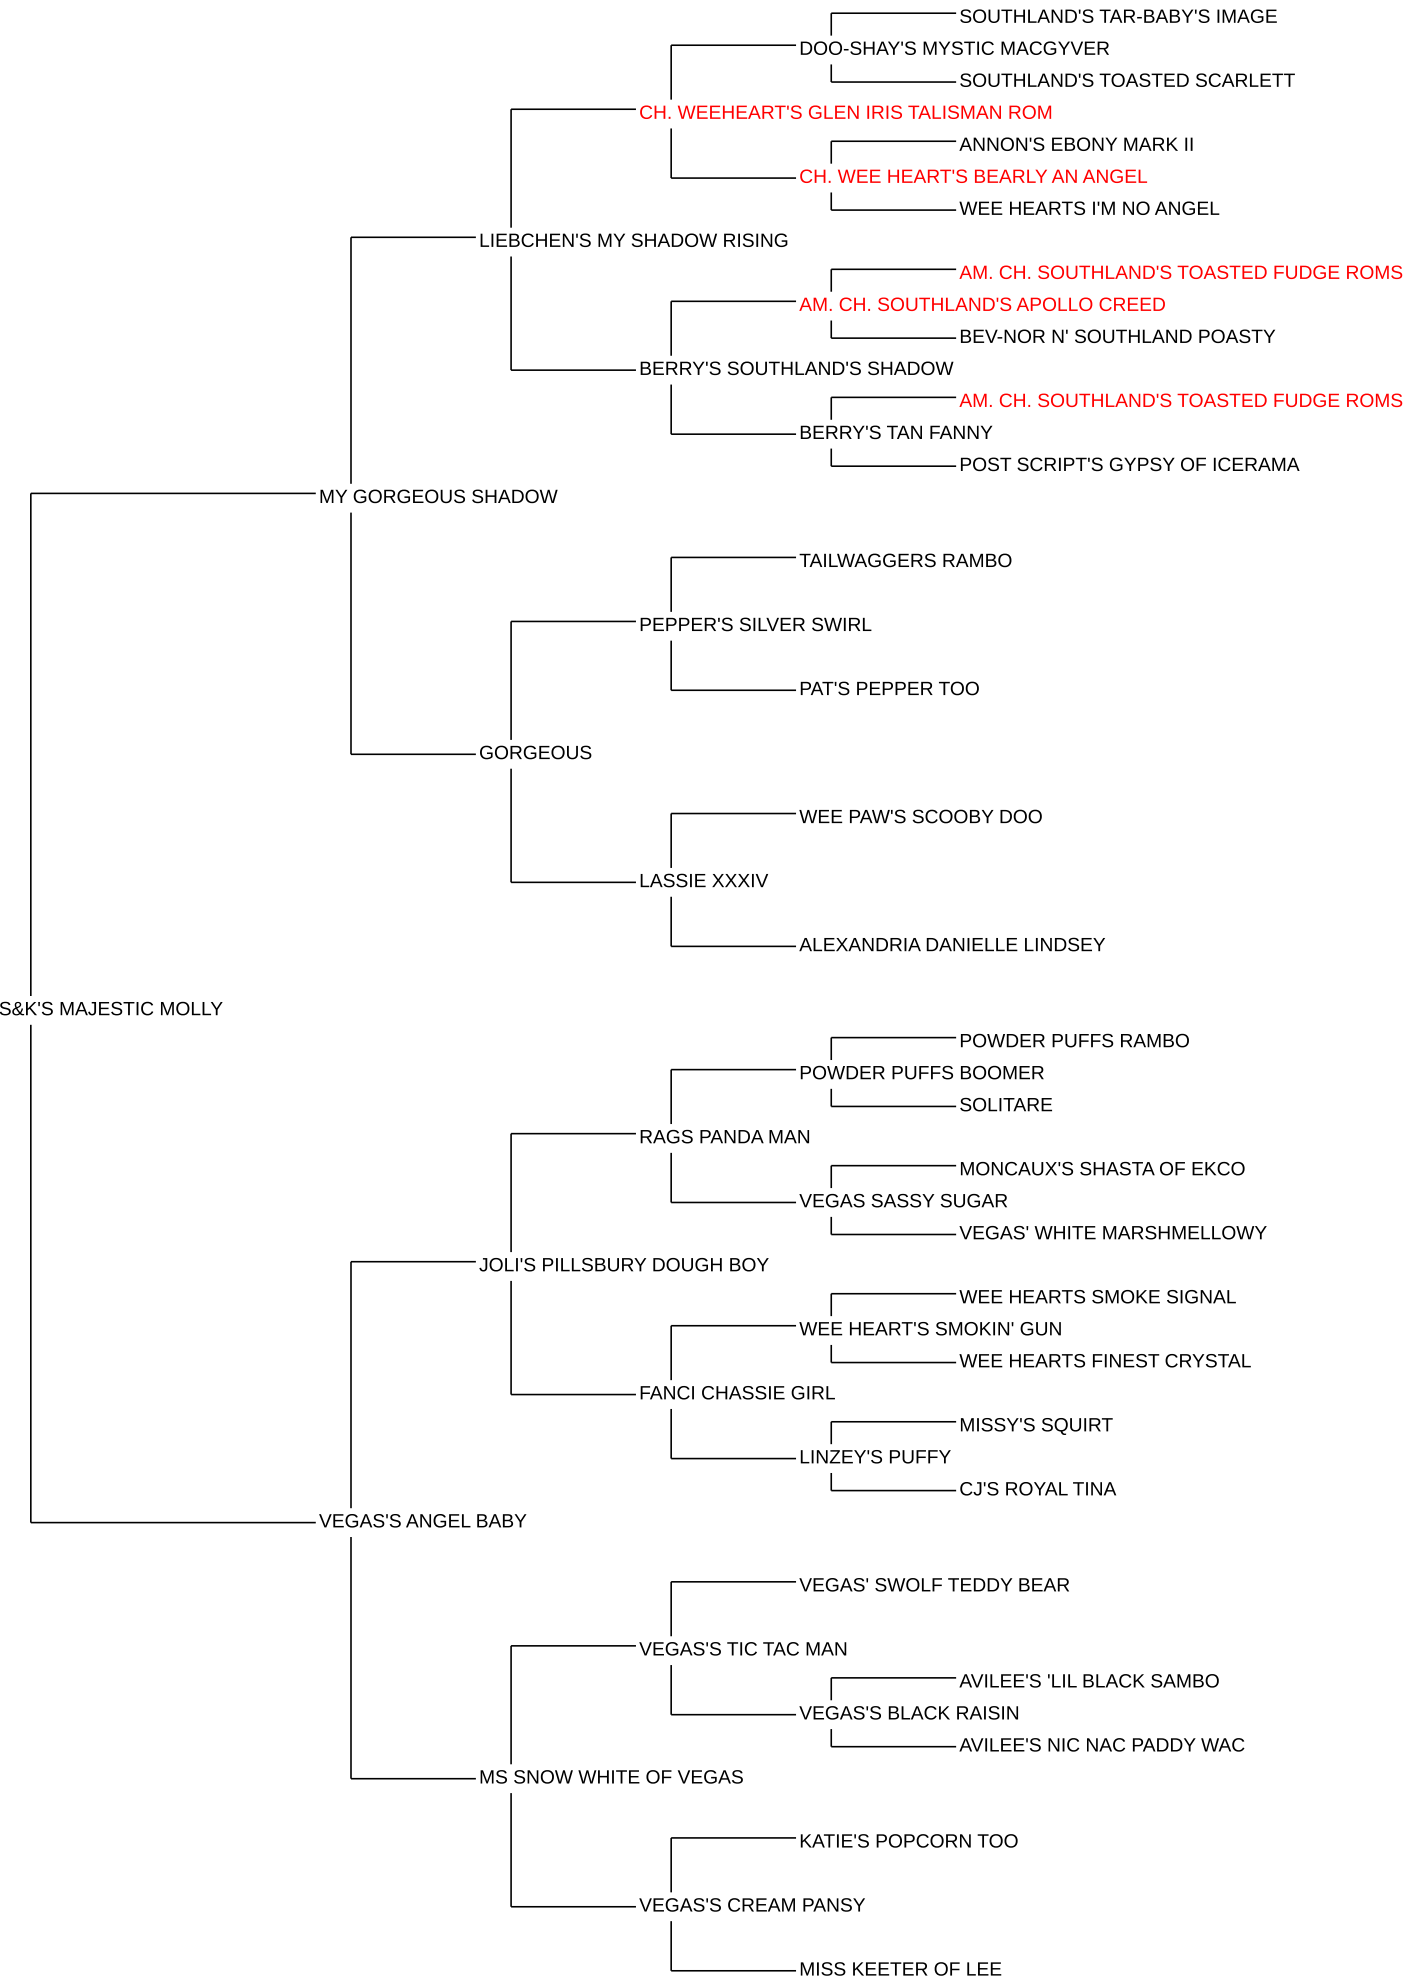 SOUTHLAND'S TAR-BABY'S IMAGE
DOO-SHAY'S MYSTIC MACGYVER
SOUTHLAND'S TOASTED SCARLETT
CH. WEEHEART'S GLEN IRIS TALISMAN ROM
ANNON'S EBONY MARK II
CH. WEE HEART'S BEARLY AN ANGEL
WEE HEARTS I'M NO ANGEL
LIEBCHEN'S MY SHADOW RISING
AM. CH. SOUTHLAND'S TOASTED FUDGE ROMS
AM. CH. SOUTHLAND'S APOLLO CREED
BEV-NOR N' SOUTHLAND POASTY
BERRY'S SOUTHLAND'S SHADOW
AM. CH. SOUTHLAND'S TOASTED FUDGE ROMS
BERRY'S TAN FANNY
POST SCRIPT'S GYPSY OF ICERAMA
MY GORGEOUS SHADOW
TAILWAGGERS RAMBO
PEPPER'S SILVER SWIRL
PAT'S PEPPER TOO
GORGEOUS
WEE PAW'S SCOOBY DOO
LASSIE XXXIV
ALEXANDRIA DANIELLE LINDSEY
S&K'S MAJESTIC MOLLY
POWDER PUFFS RAMBO
POWDER PUFFS BOOMER
SOLITARE
RAGS PANDA MAN
MONCAUX'S SHASTA OF EKCO
VEGAS SASSY SUGAR
VEGAS' WHITE MARSHMELLOWY
JOLI'S PILLSBURY DOUGH BOY
WEE HEARTS SMOKE SIGNAL
WEE HEART'S SMOKIN' GUN
WEE HEARTS FINEST CRYSTAL
FANCI CHASSIE GIRL
MISSY'S SQUIRT
LINZEY'S PUFFY
CJ'S ROYAL TINA
VEGAS'S ANGEL BABY
VEGAS' SWOLF TEDDY BEAR
VEGAS'S TIC TAC MAN
AVILEE'S 'LIL BLACK SAMBO
VEGAS'S BLACK RAISIN
AVILEE'S NIC NAC PADDY WAC
MS SNOW WHITE OF VEGAS
KATIE'S POPCORN TOO
VEGAS'S CREAM PANSY
MISS KEETER OF LEE